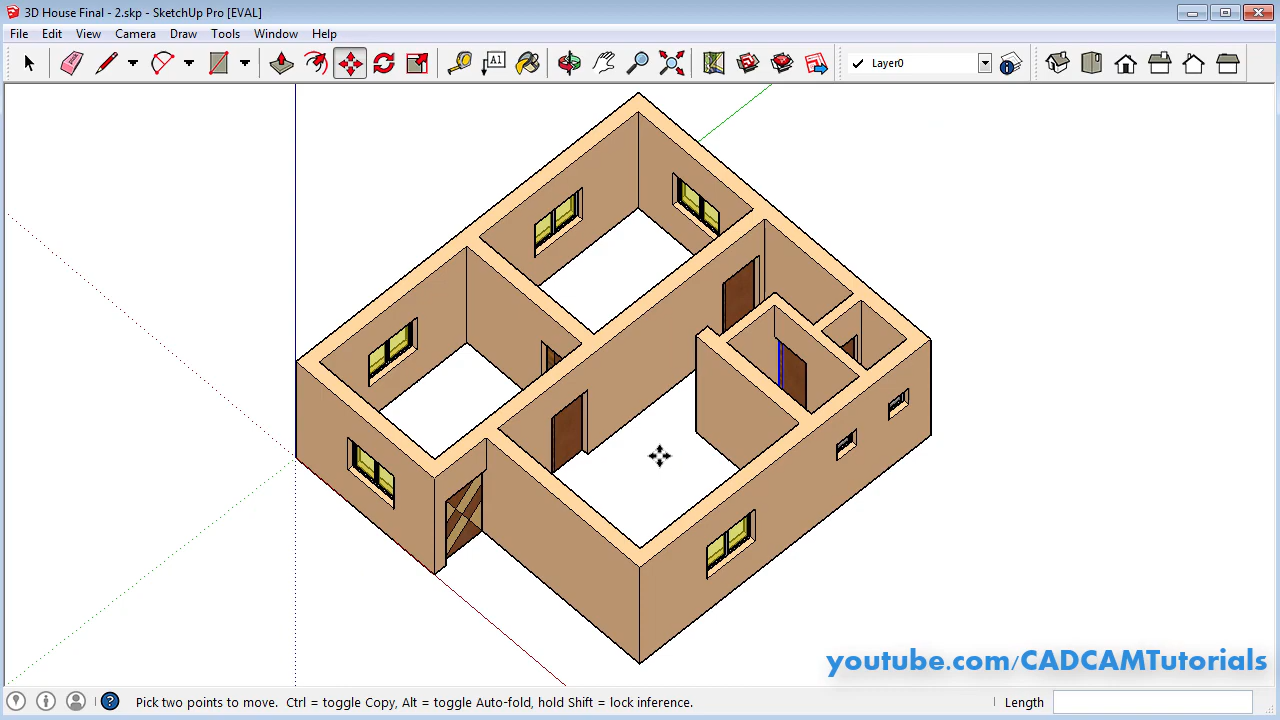 3D House Final - 2.skp - SketchUp Pro [EVAL]
File Edit View Camera Draw Tools Window Help
A1
Layer0
youtube.com/CADCAMTutorials
Pick two points to move. Ctrl = toggle Copy, Alt = toggle Auto-fold, hold Shift = lock inference.
Length